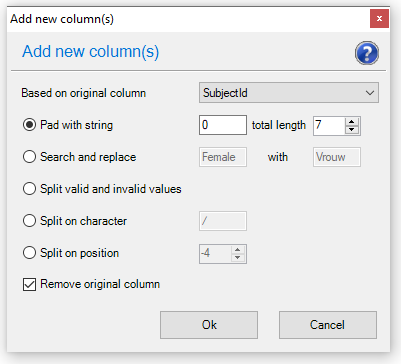 Add new column(s)
x
Add new column(s)
?
Based on original column SubjectId
Pad with string 0 total length 7
Search and replace Female with Vrouw
Split valid and invalid values
Split on character /
Split on position -4
Remove original column
Ok Cancel